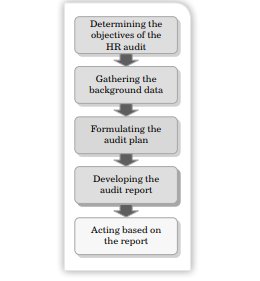 Determining the
objectives of the
HR audit
Gathering the
background data
Formulating the
audit plan
Developing the
audit report
Acting based on
the report